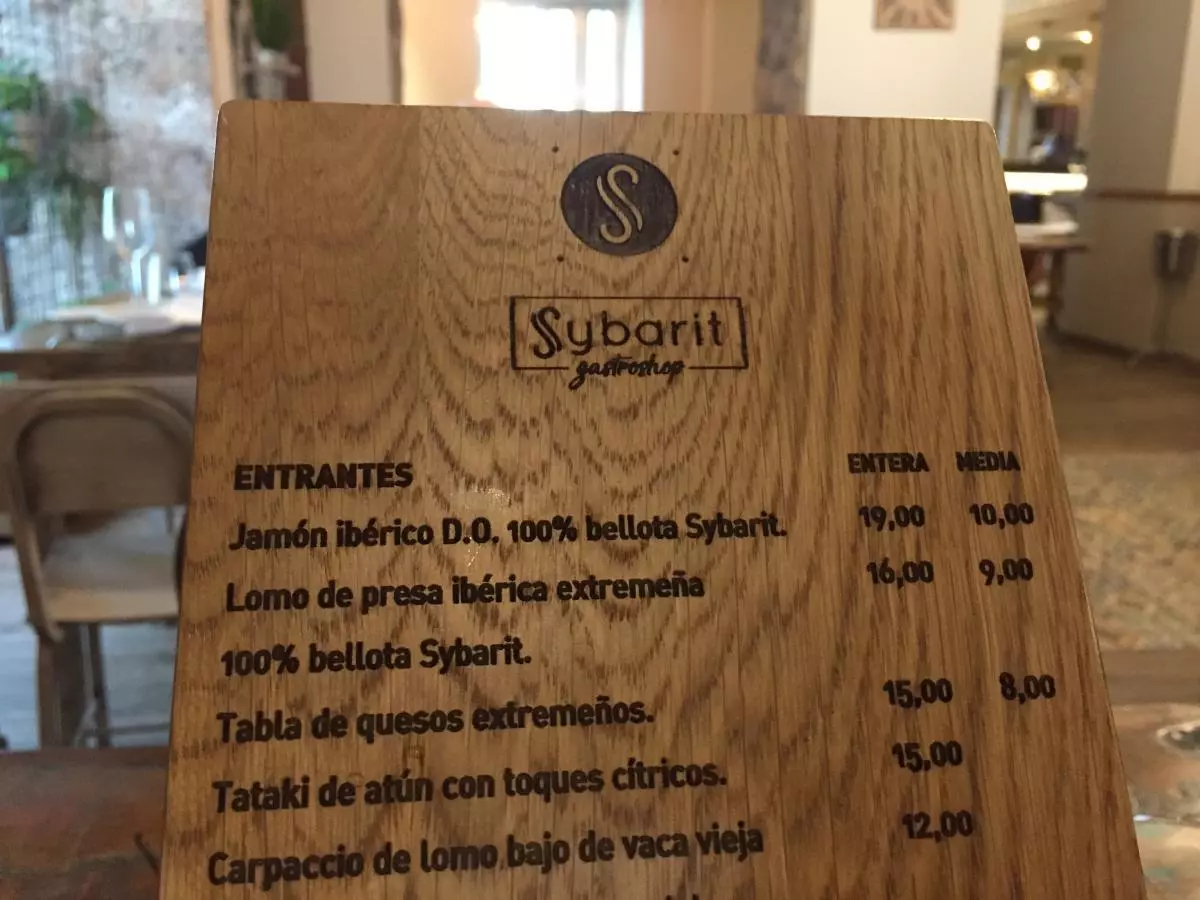 S
Sybarit
gastroshop
ENTRANTES ENTERA MEDIA
Jamón ibérico D.O. 100% bellota Sybarit. 19,00 10,00
Lomo de presa ibérica extremeña 16,00 9,00
100% bellota Sybarit.
Tabla de quesos extremeños. 15,00 8,00
Tataki de atún con toques cítricos. 15,00
Carpaccio de lomo bajo de vaca vieja 12,00